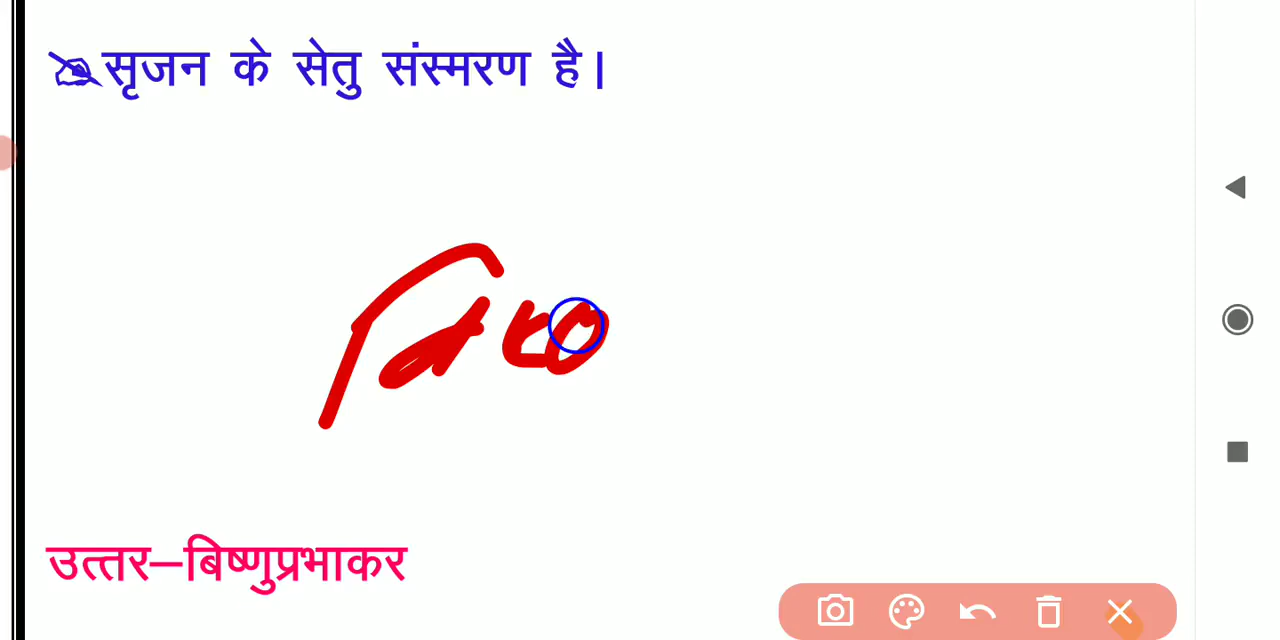 सृजन के सेतु संस्मरण है।
उत्तर—बिष्णुप्रभाकर